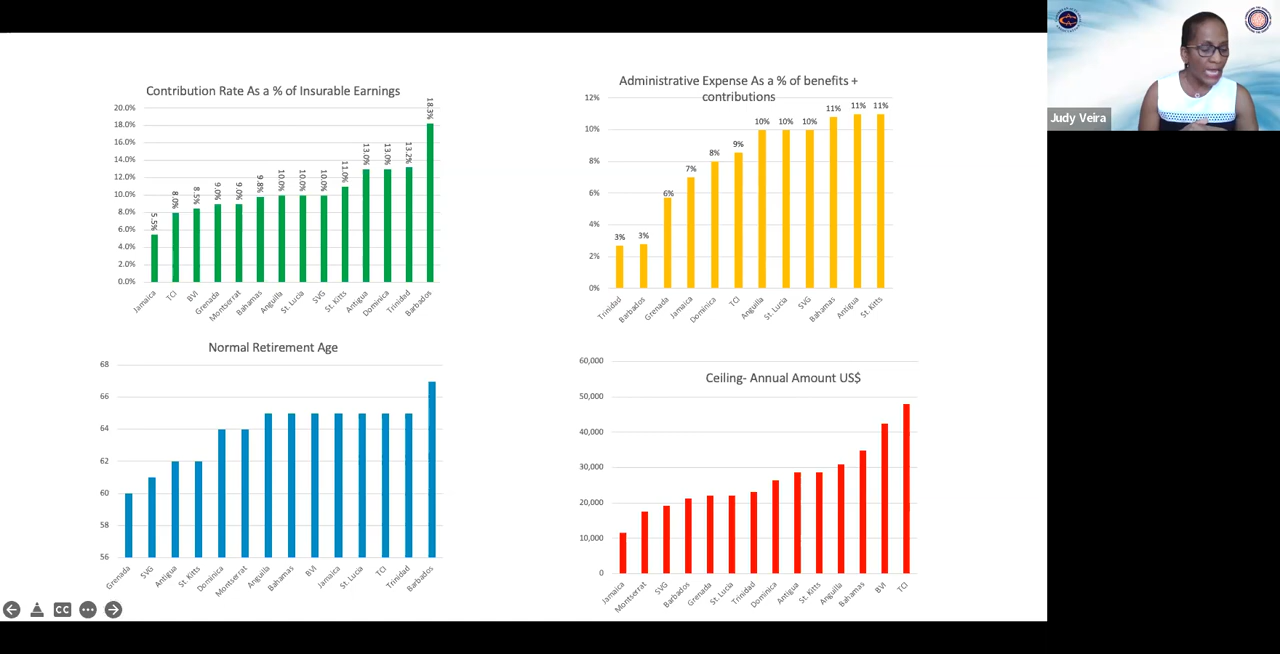 Contribution Rate As a % of Insurable Earnings
20.0%
18.0%
16.0%
14.0%
12.0%
10.0%
8.0%
6.0%
4.0%
2.0%
0.0%
5.5%
8.0%
8.5%
9.0%
9.0%
9.8%
10.0%
10.0%
10.0%
11.0%
13.0%
13.0%
13.2%
18.3%
Jamaica
TCI
BVI
Grenada
Montserrat
Bahamas
Anguilla
St. Lucia
SVG
St. Kitts
Antigua
Dominica
Trinidad
Barbados
Administrative Expense As a % of benefits +
contributions
12%
10%
8%
6%
4%
2%
0%
3%
3%
6%
7%
8%
9%
10%
10%
10%
11%
11%
11%
Trinidad
Barbados
Grenada
Jamaica
Dominica
TCI
Anguilla
St. Lucia
SVG
Bahamas
Antigua
St. Kitts
Judy Veira
Normal Retirement Age
68
66
64
62
60
58
56
Grenada
SVG
Antigua
St. Kitts
Dominica
Montserrat
Anguilla
Bahamas
BVI
Jamaica
St. Lucia
TCI
Trinidad
Barbados
Ceiling- Annual Amount US$
60,000
50,000
40,000
30,000
20,000
10,000
0
Jamaica
Montserrat
SVG
Barbados
Grenada
St. Lucia
Trinidad
Dominica
Antigua
St. Kitts
Anguilla
Bahamas
BVI
TCI
CC